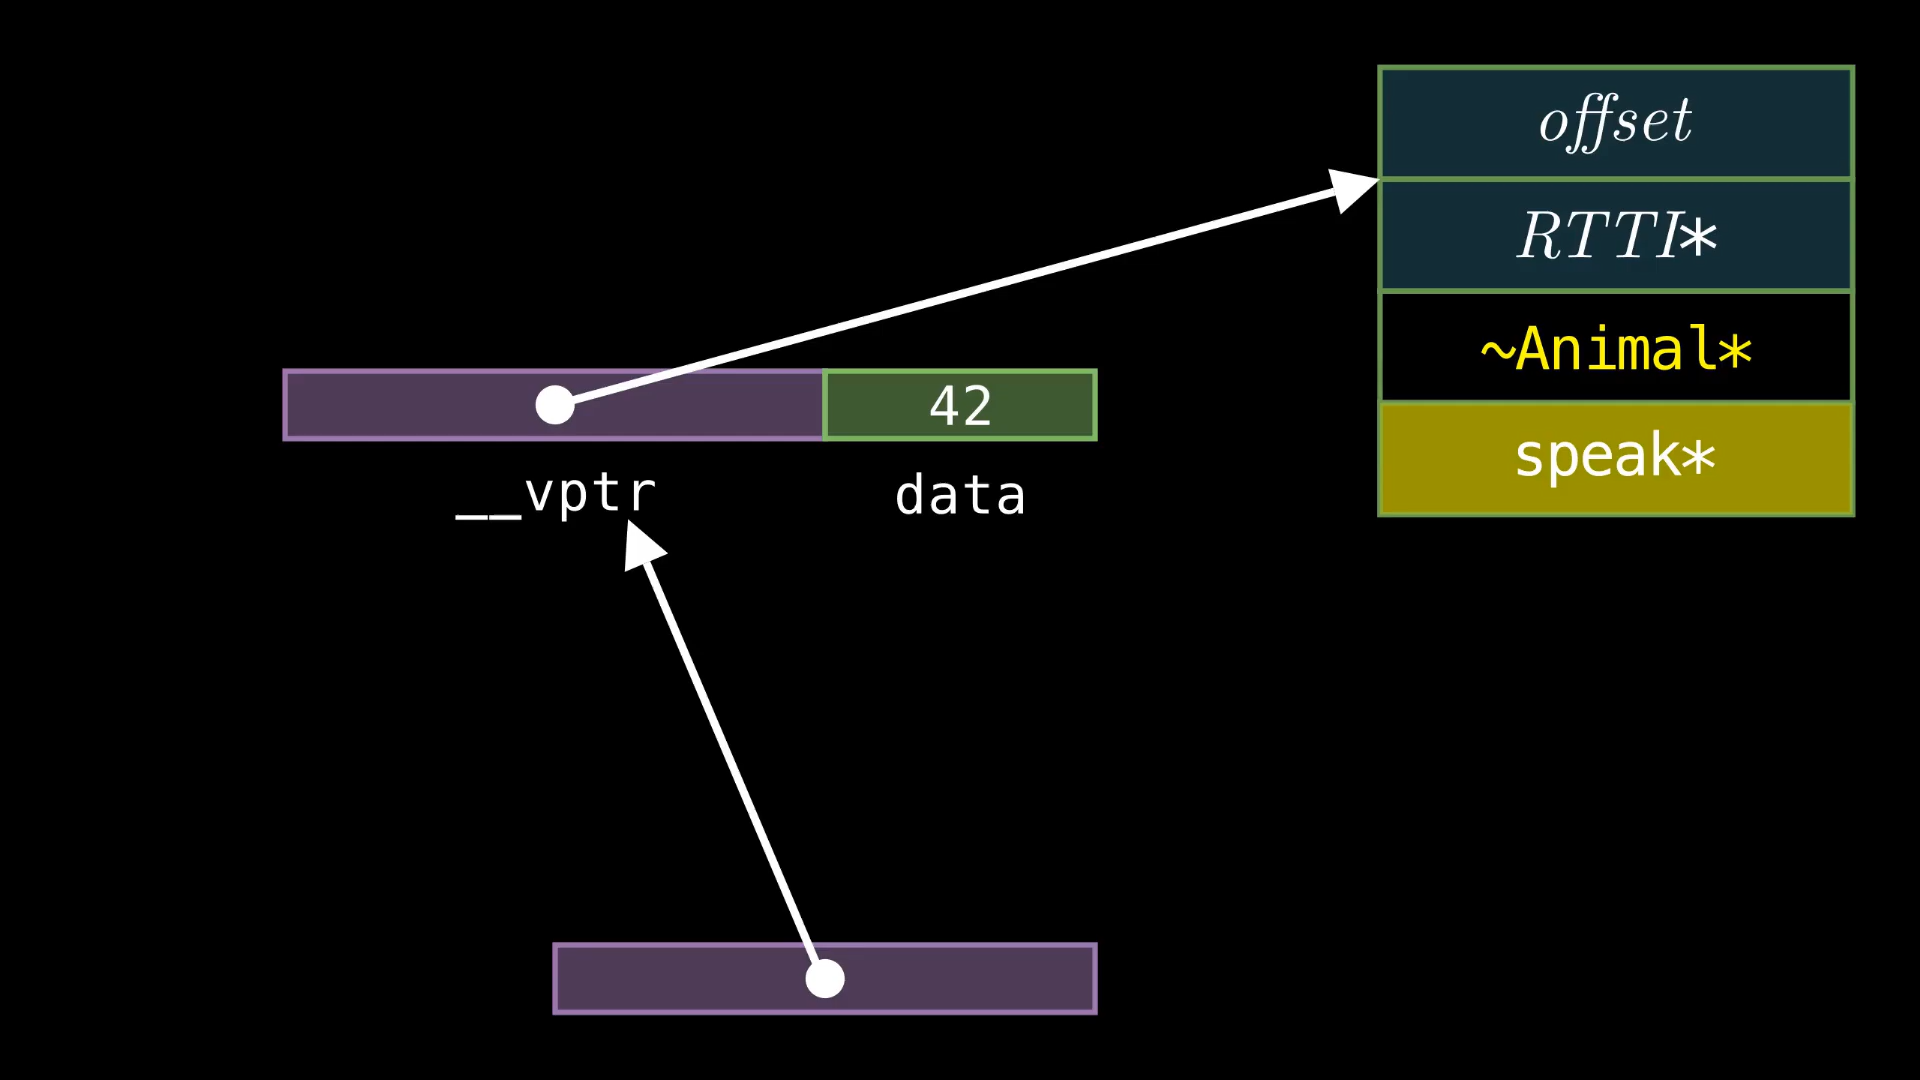 offset
RTTI*
~Animal*
42
speak*
__vptr
data